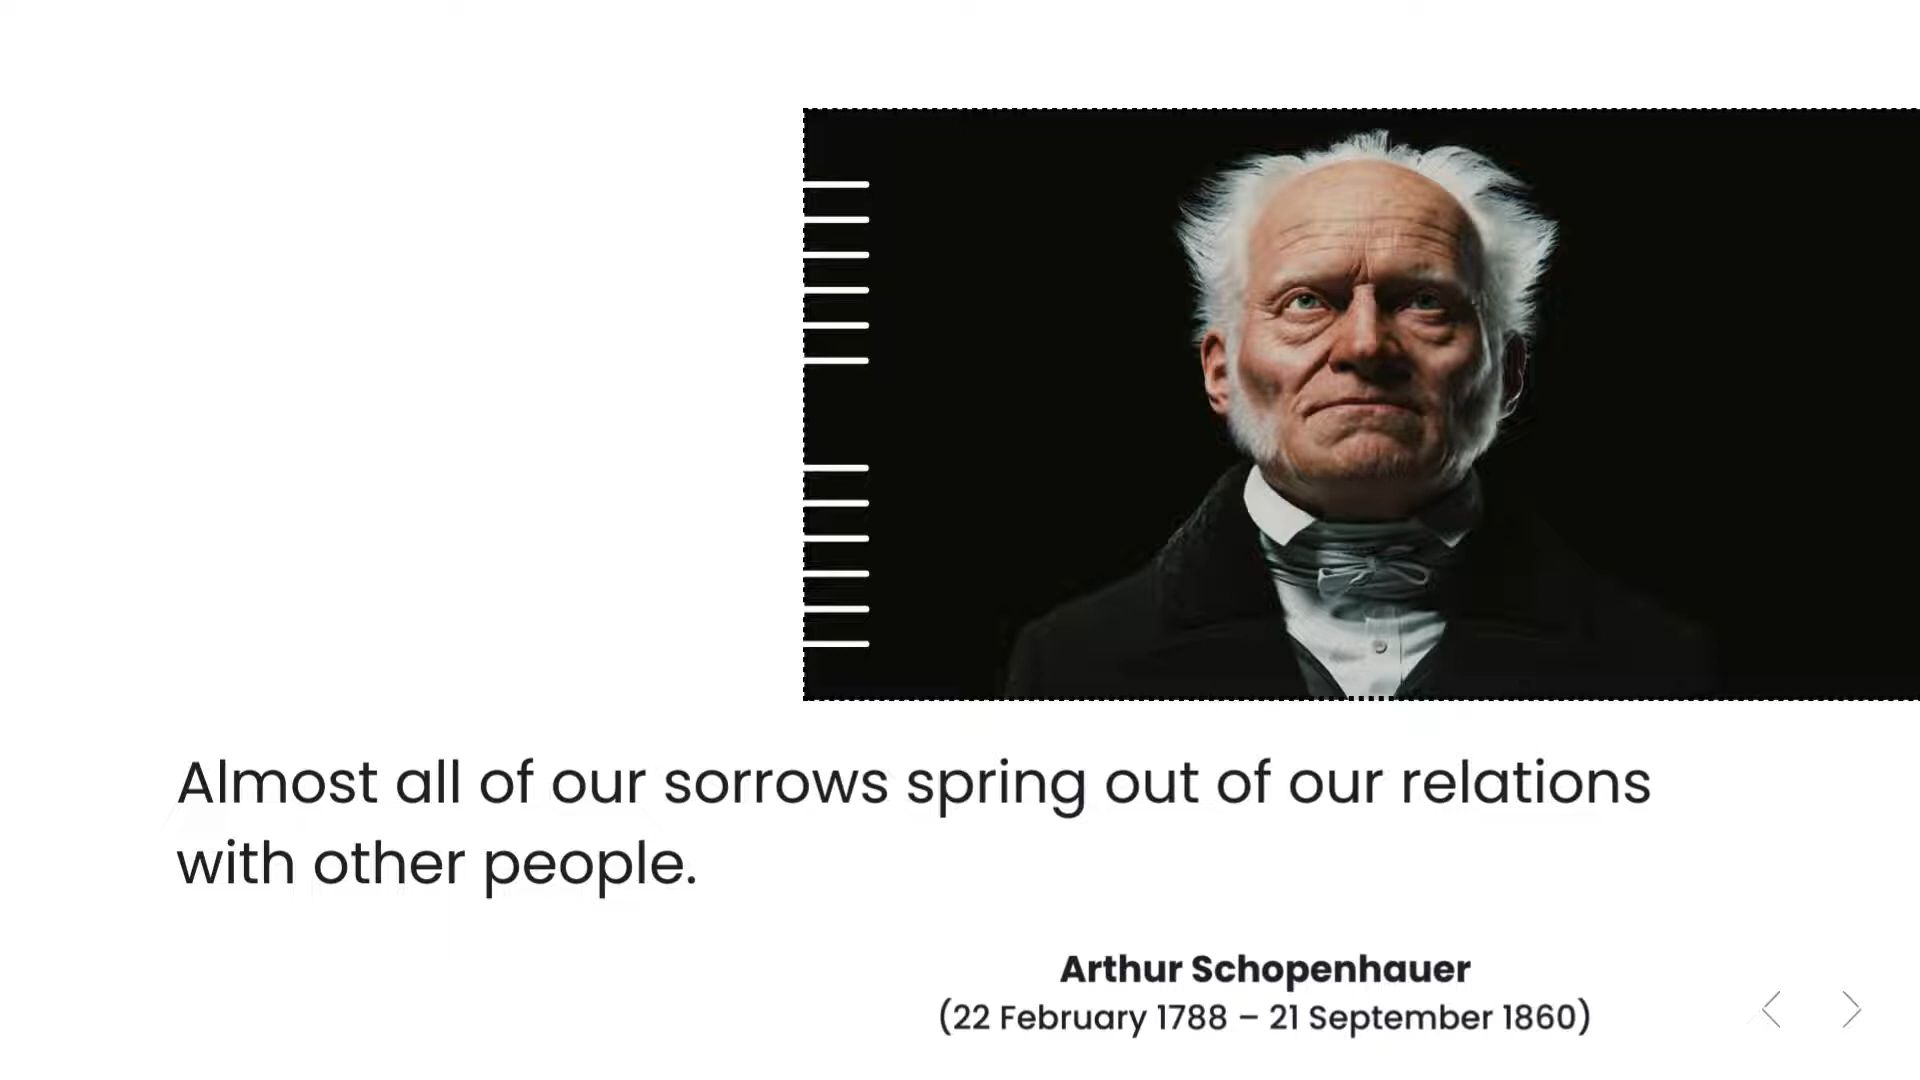 Almost all of our sorrows spring out of our relations
with other people.
Arthur Schopenhauer
(22 February 1788 – 21 September 1860)